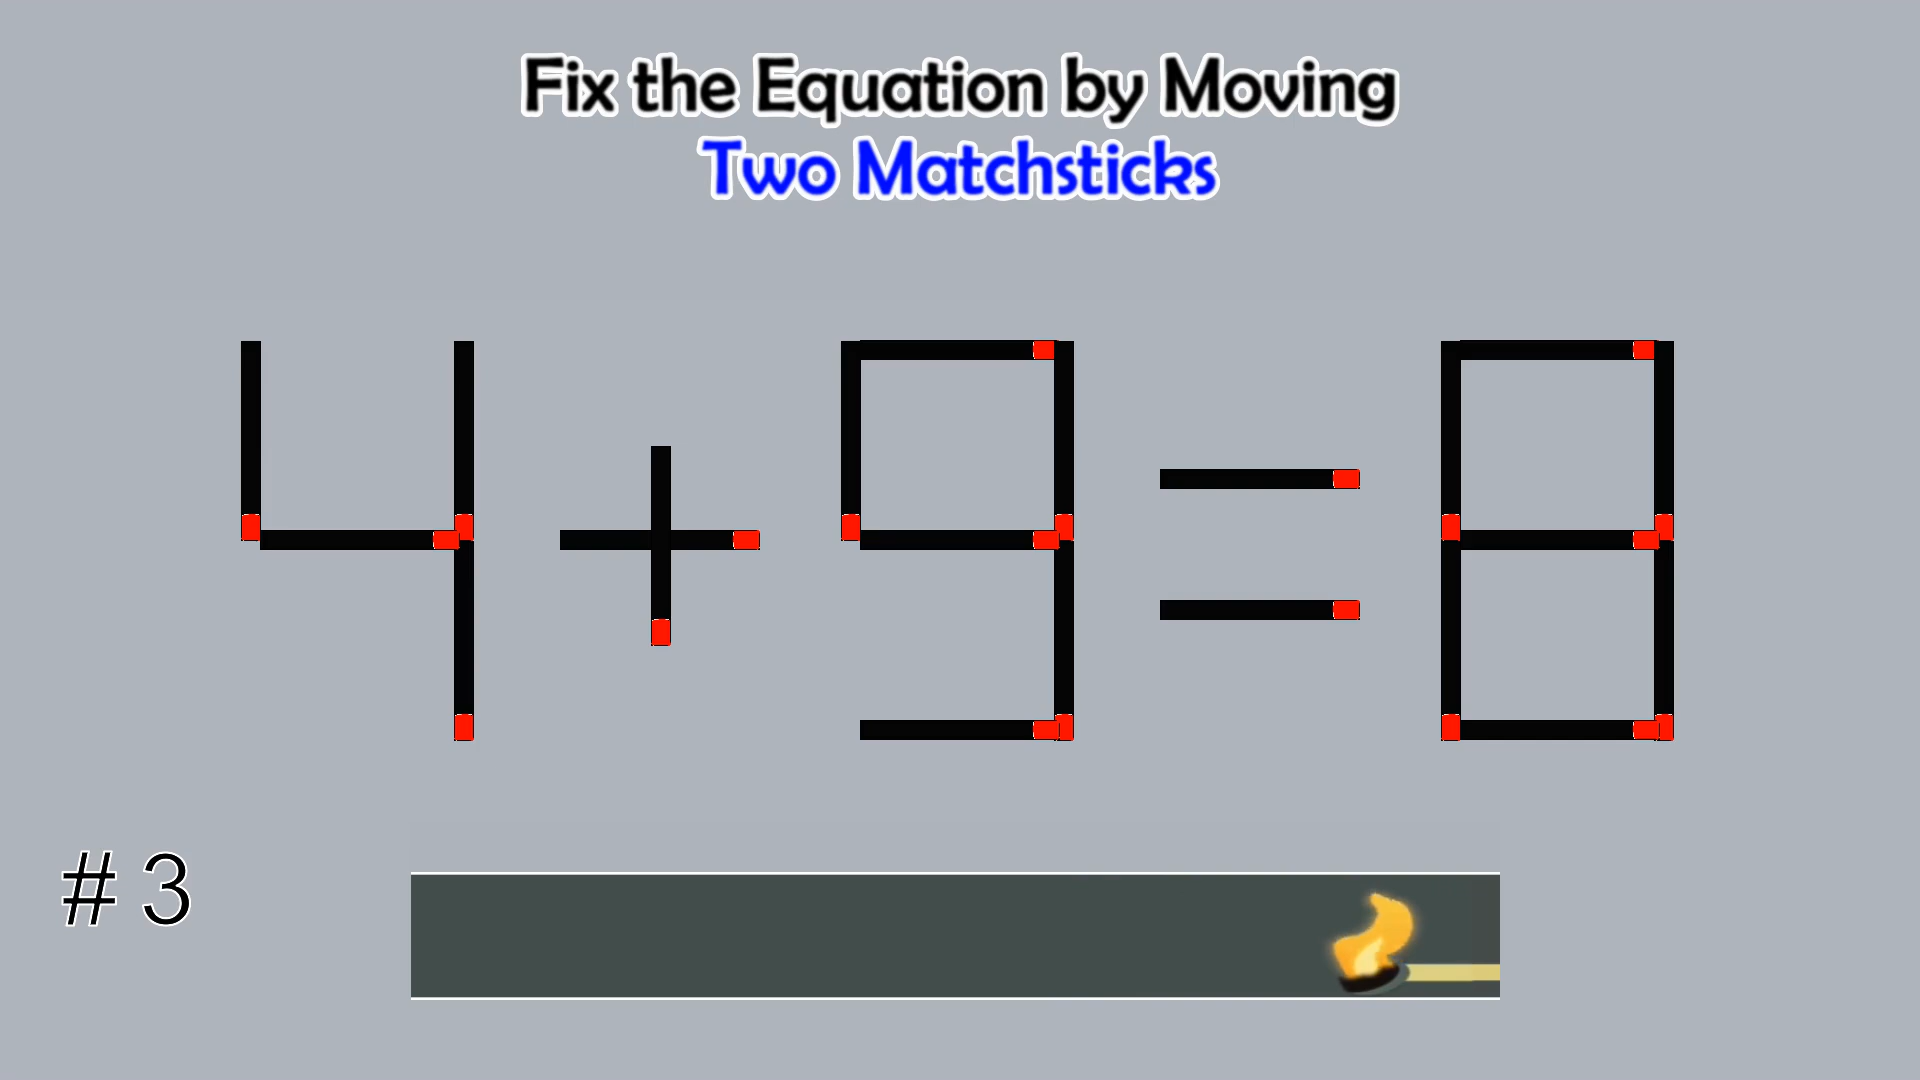 Fix the Equation by Moving
Two Matchsticks
4 + 9 = 8
# 3